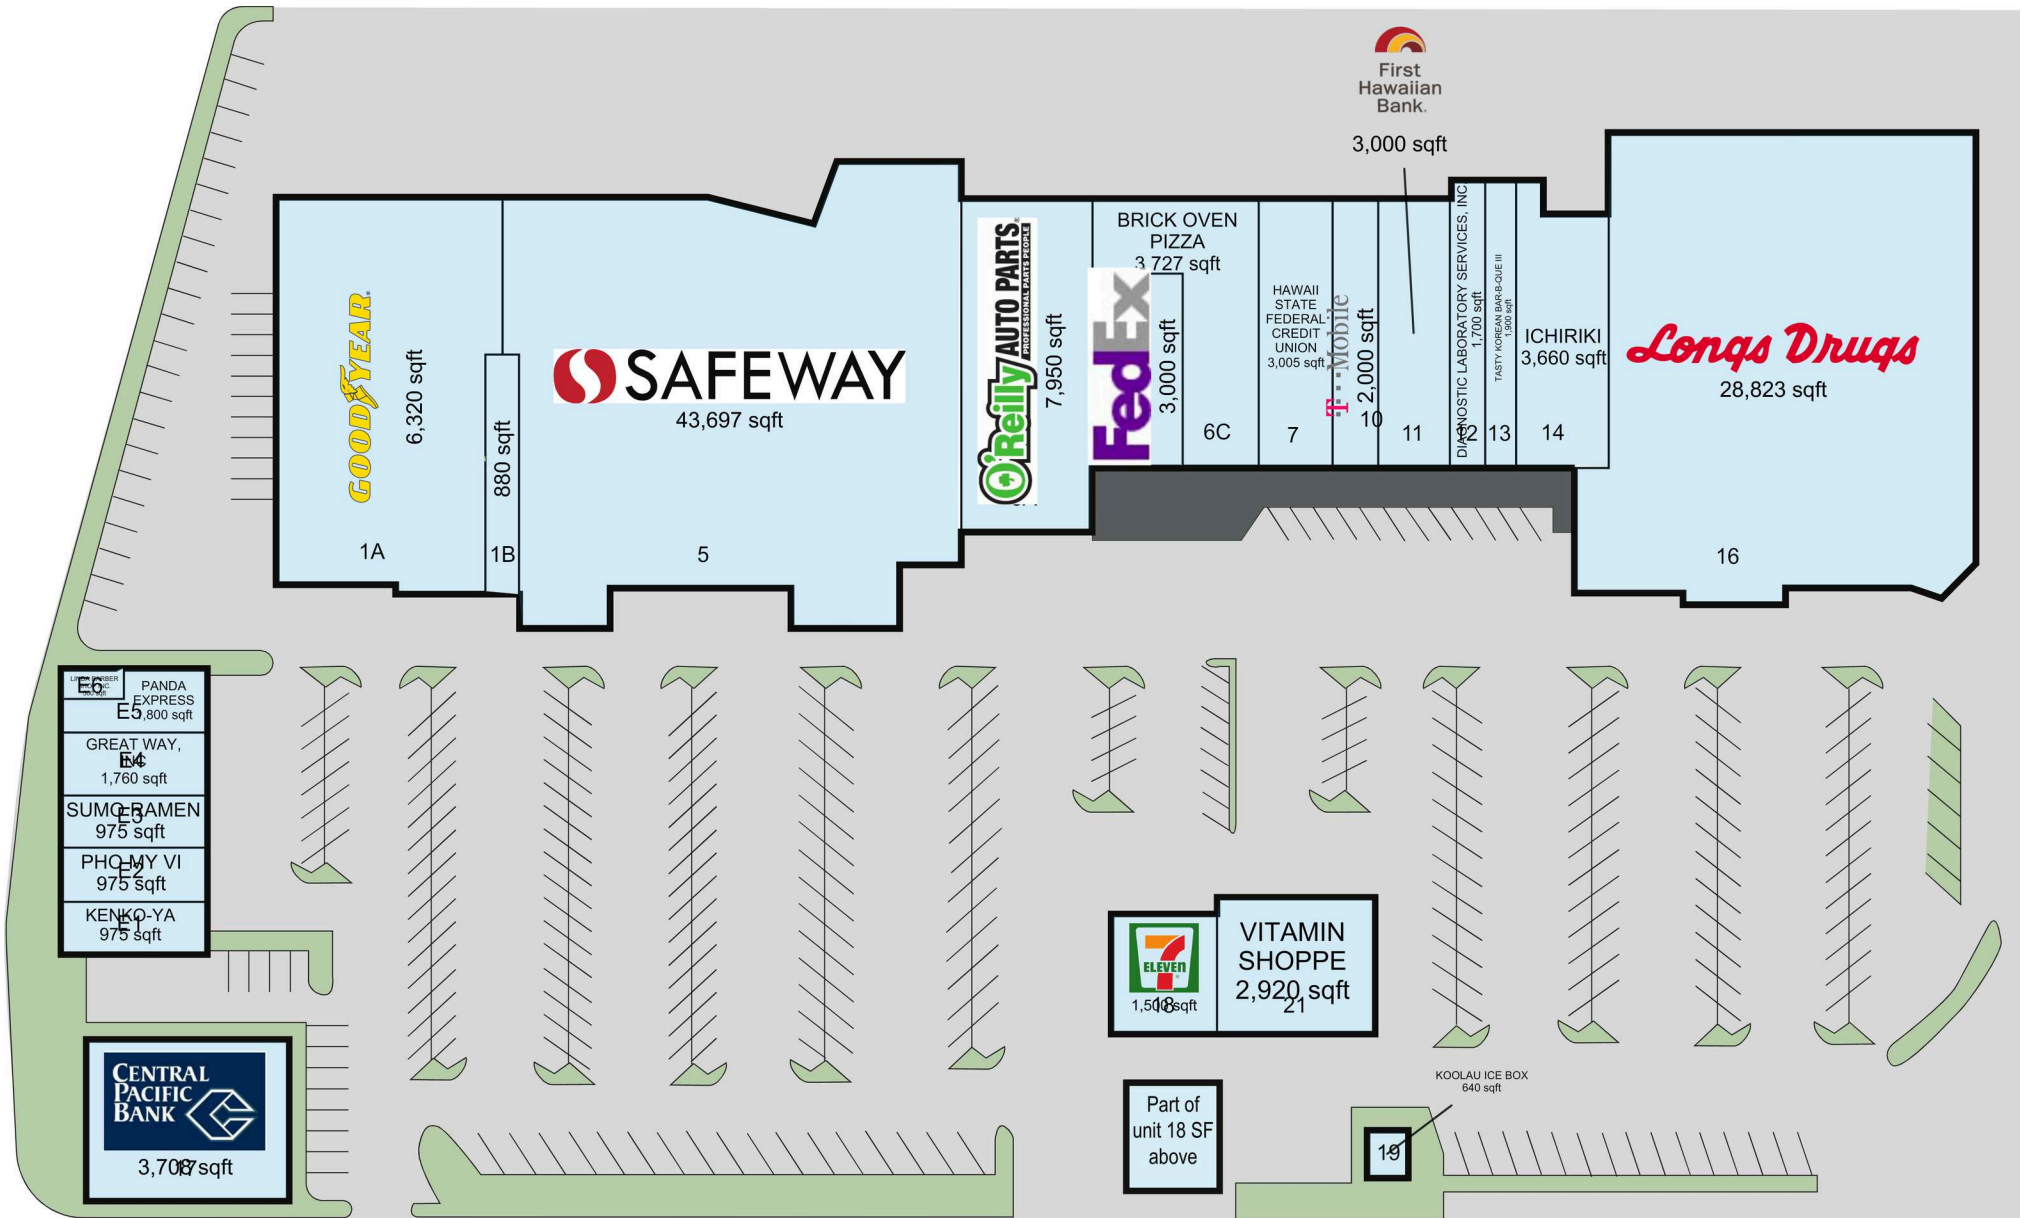 First
Hawaiian
Bank.
3,000 sqft
GOODYEAR
6,320 sqft
1A
880 sqft
1B
SAFEWAY
43,697 sqft
5
O'Reilly AUTO PARTS
PROFESSIONAL PARTS PEOPLE
7,950 sqft
BRICK OVEN
PIZZA
3,727 sqft
6C
FedEx
3,000 sqft
HAWAII
STATE
FEDERAL
CREDIT
UNION
3,005 sqft
7
T Mobile
2,000 sqft
10
11
DIAGNOSTIC LABORATORY SERVICES, INC.
1,700 sqft
12
TASTY KOREAN BAR-B-QUE III
1,900 sqft
13
ICHIRIKI
3,660 sqft
14
Longs Drugs
28,823 sqft
16
E6
PANDA
EXPRESS
E5
GREAT WAY,
E4
1,760 sqft
SUMO RAMEN
E3
975 sqft
PHO MY VI
E2
975 sqft
KENKO-YA
E1
975 sqft
CENTRAL
PACIFIC
BANK
3,708 sqft
17
7
ELEVEN
1,500 sqft
18
VITAMIN
SHOPPE
2,920 sqft
21
Part of
unit 18 SF
above
KOOLAU ICE BOX
640 sqft
19